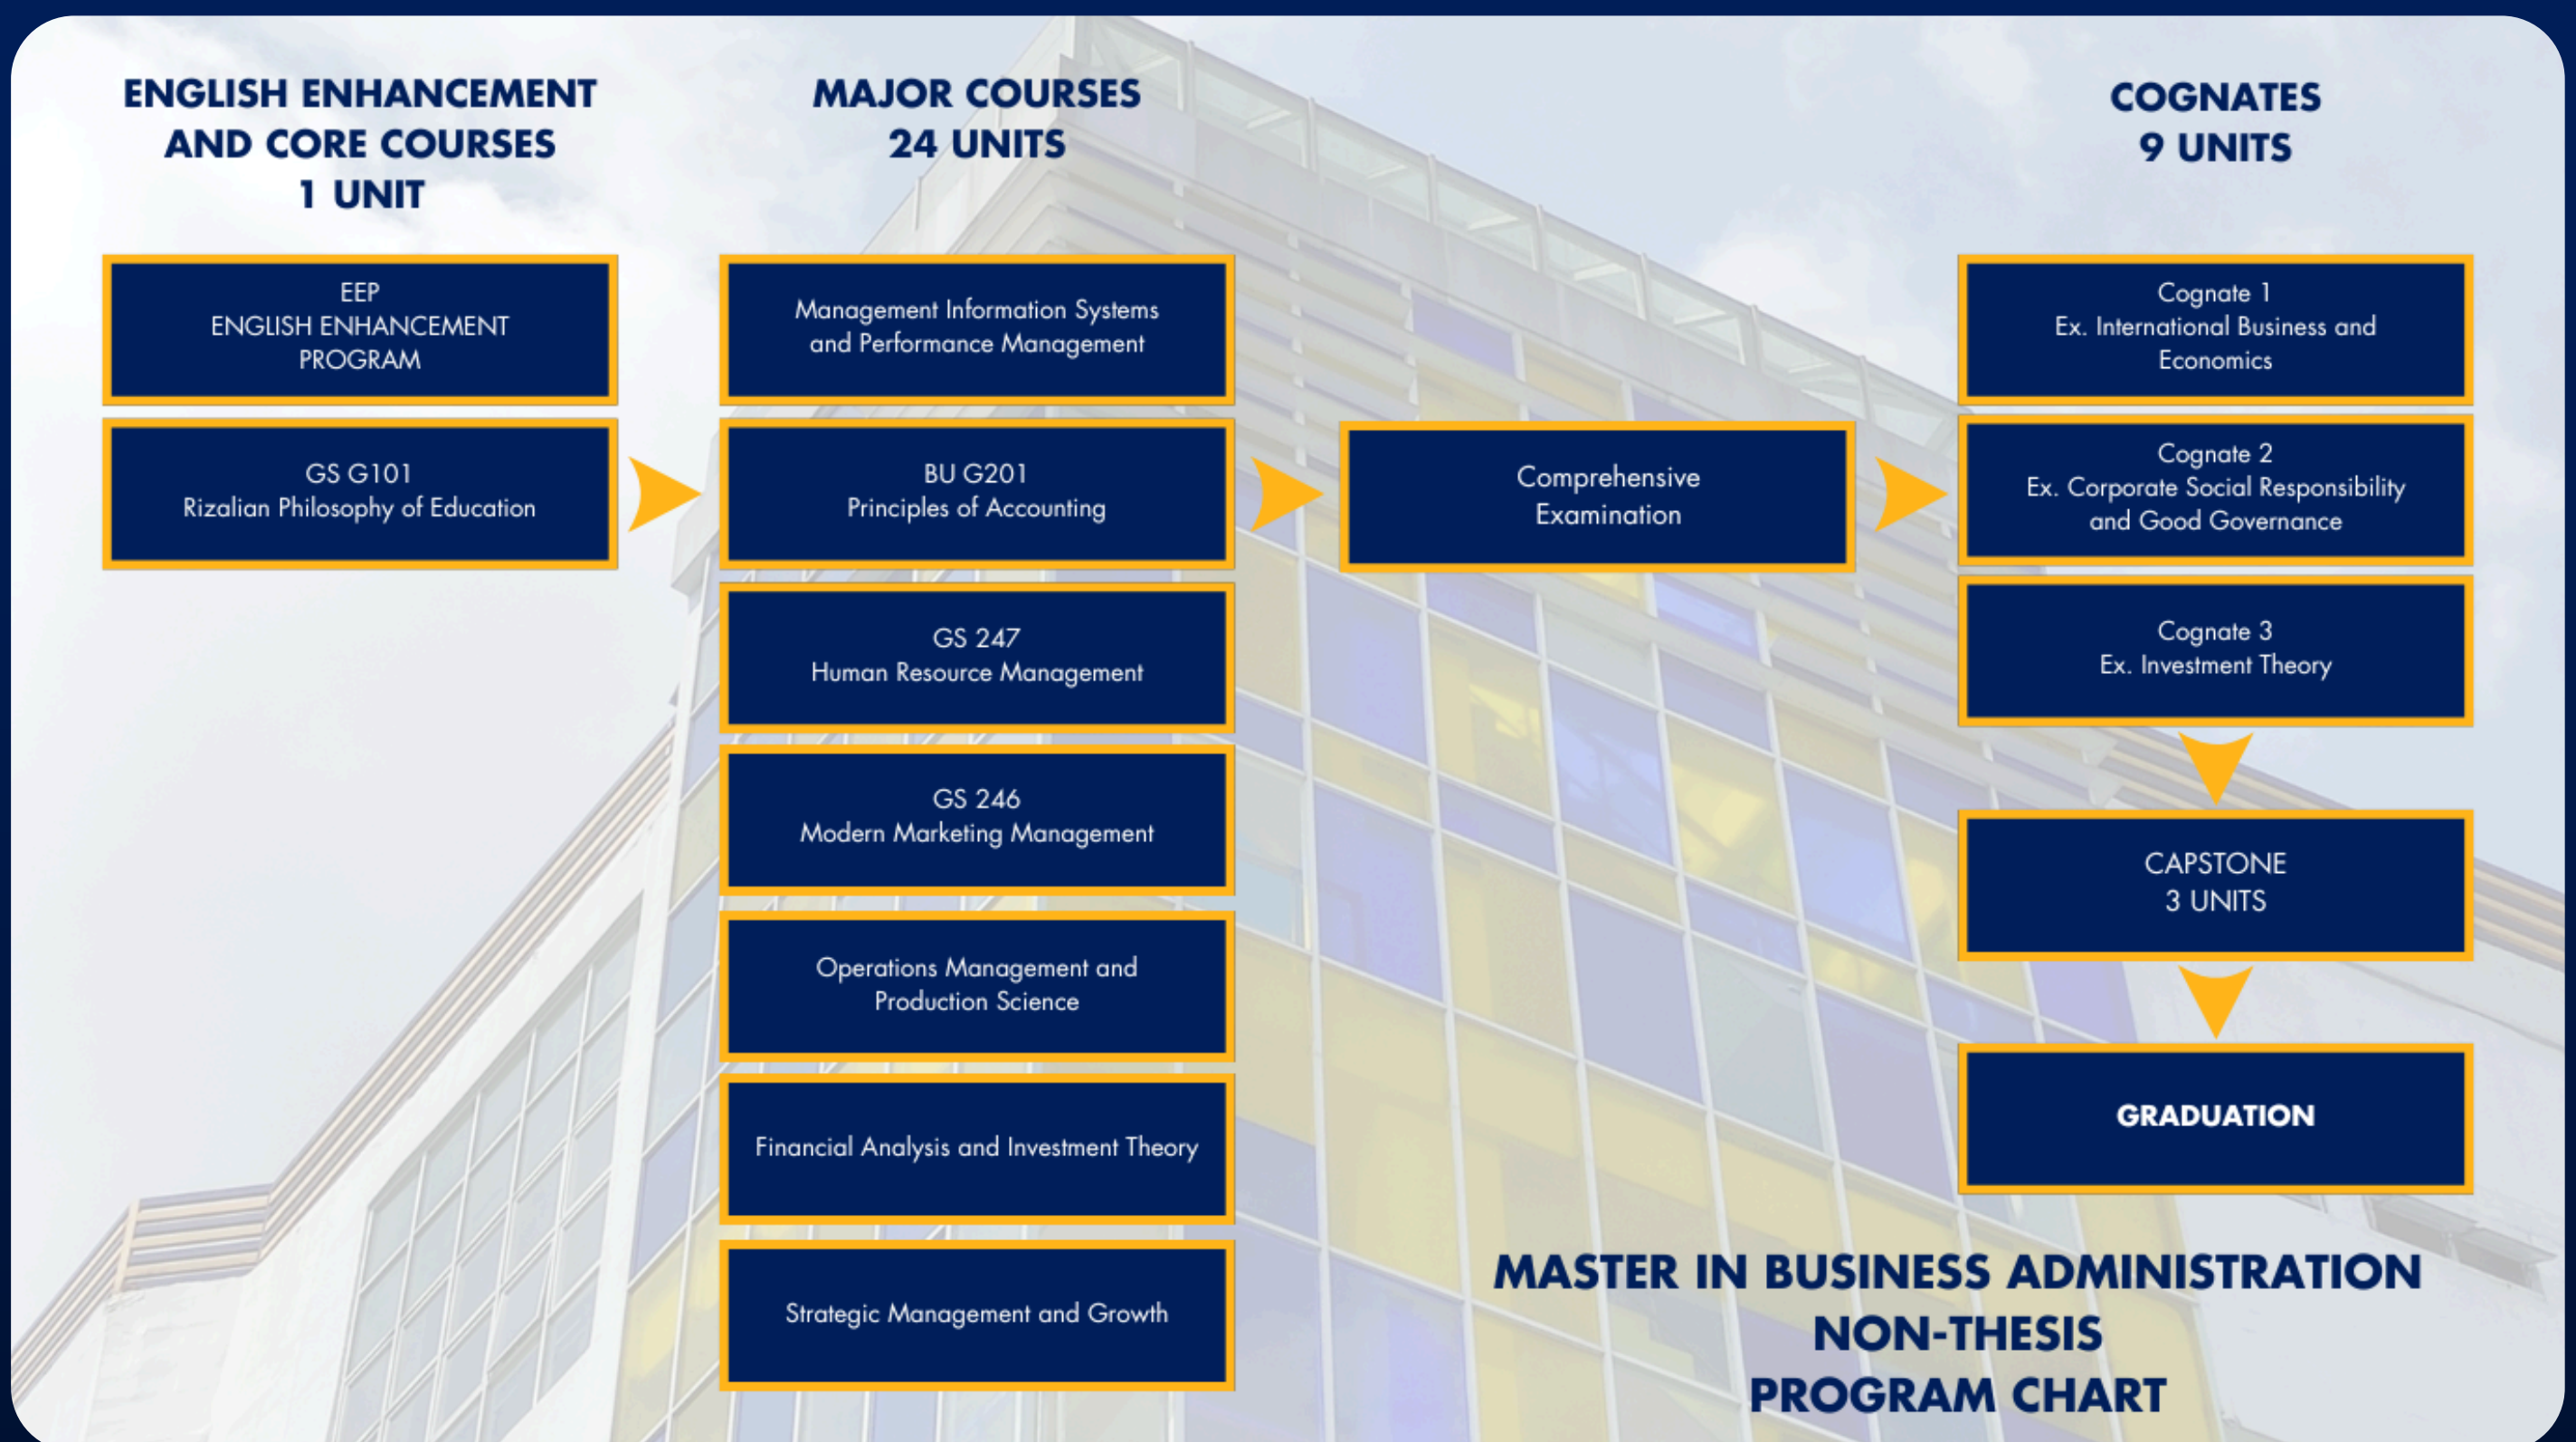 ENGLISH ENHANCEMENT
AND CORE COURSES
1 UNIT
EEP
ENGLISH ENHANCEMENT
PROGRAM
GS G101
Rizalian Philosophy of Education
MAJOR COURSES
24 UNITS
Management Information Systems
and Performance Management
BU G201
Principles of Accounting
GS 247
Human Resource Management
GS 246
Modern Marketing Management
Operations Management and
Production Science
Financial Analysis and Investment Theory
Strategic Management and Growth
Comprehensive
Examination
COGNATES
9 UNITS
Cognate 1
Ex. International Business and
Economics
Cognate 2
Ex. Corporate Social Responsibility
and Good Governance
Cognate 3
Ex. Investment Theory
CAPSTONE
3 UNITS
GRADUATION
MASTER IN BUSINESS ADMINISTRATION
NON-THESIS
PROGRAM CHART